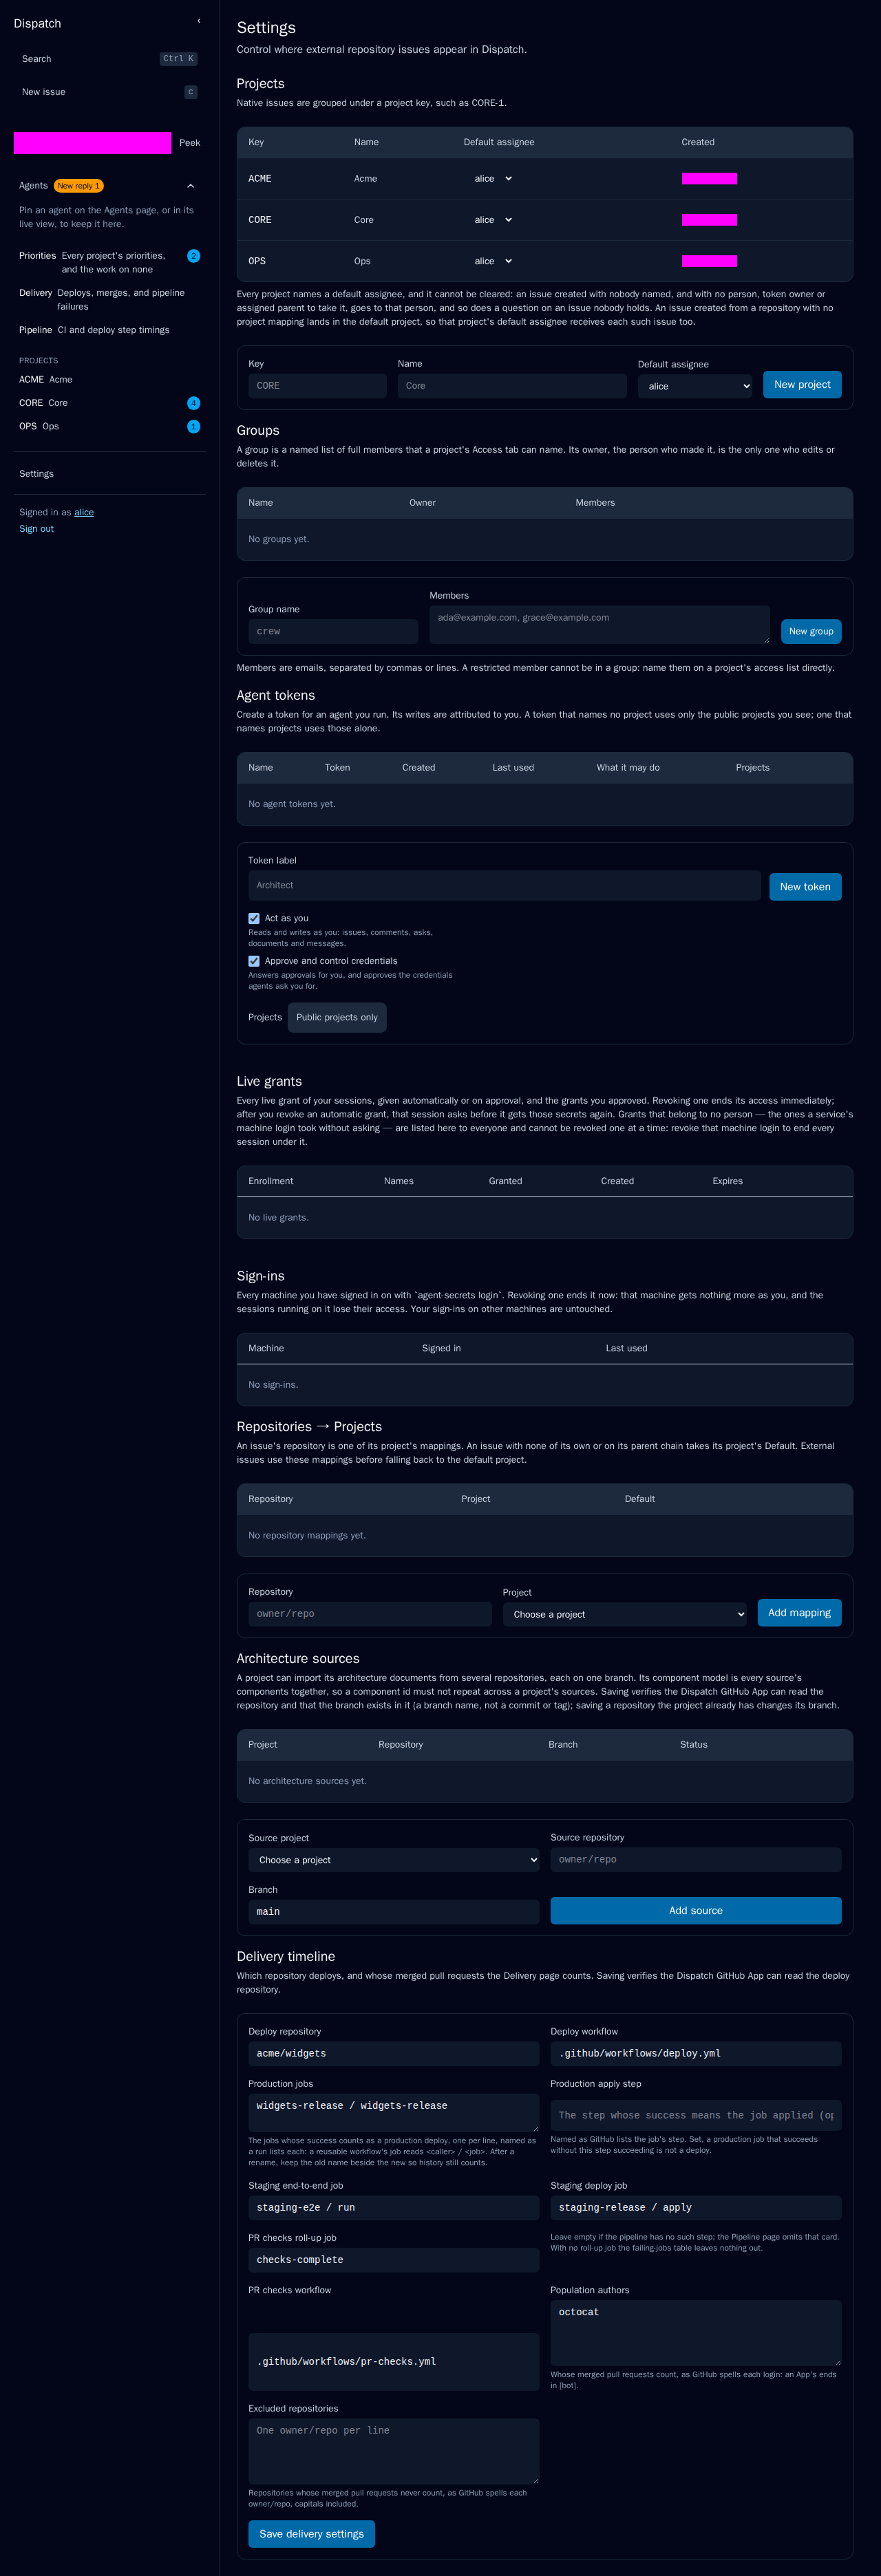 Dispatch
‹
Search
Ctrl K
New issue
c
Peek
Agents
New reply 1
Pin an agent on the Agents page, or in its
live view, to keep it here.
Priorities
Every project's priorities,
and the work on none
2
Delivery
Deploys, merges, and pipeline
failures
Pipeline
CI and deploy step timings
PROJECTS
ACME Acme
CORE Core
4
OPS Ops
1
Settings
Signed in as alice
Sign out
Settings
Control where external repository issues appear in Dispatch.
Projects
Native issues are grouped under a project key, such as CORE-1.
Key
Name
Default assignee
Created
ACME
Acme
alice
CORE
Core
alice
OPS
Ops
alice
Every project names a default assignee, and it cannot be cleared: an issue created with nobody named, and with no person, token owner or
assigned parent to take it, goes to that person, and so does a question on an issue nobody holds. An issue created from a repository with no
project mapping lands in the default project, so that project's default assignee receives each such issue too.
Key
Name
Default assignee
CORE
Core
alice
New project
Groups
A group is a named list of full members that a project's Access tab can name. Its owner, the person who made it, is the only one who edits or
deletes it.
Name
Owner
Members
No groups yet.
Group name
Members
crew
ada@example.com, grace@example.com
New group
Members are emails, separated by commas or lines. A restricted member cannot be in a group: name them on a project's access list directly.
Agent tokens
Create a token for an agent you run. Its writes are attributed to you. A token that names no project uses only the public projects you see; one that
names projects uses those alone.
Name
Token
Created
Last used
What it may do
Projects
No agent tokens yet.
Token label
Architect
New token
Act as you
Reads and writes as you: issues, comments, asks,
documents and messages.
Approve and control credentials
Answers approvals for you, and approves the credentials
agents ask you for.
Projects
Public projects only
Live grants
Every live grant of your sessions, given automatically or on approval, and the grants you approved. Revoking one ends its access immediately;
after you revoke an automatic grant, that session asks before it gets those secrets again. Grants that belong to no person — the ones a service's
machine login took without asking — are listed here to everyone and cannot be revoked one at a time: revoke that machine login to end every
session under it.
Enrollment
Names
Granted
Created
Expires
No live grants.
Sign-ins
Every machine you have signed in on with `agent-secrets login`. Revoking one ends it now: that machine gets nothing more as you, and the
sessions running on it lose their access. Your sign-ins on other machines are untouched.
Machine
Signed in
Last used
No sign-ins.
Repositories → Projects
An issue's repository is one of its project's mappings. An issue with none of its own or on its parent chain takes its project's Default. External
issues use these mappings before falling back to the default project.
Repository
Project
Default
No repository mappings yet.
Repository
Project
owner/repo
Choose a project
Add mapping
Architecture sources
A project can import its architecture documents from several repositories, each on one branch. Its component model is every source's
components together, so a component id must not repeat across a project's sources. Saving verifies the Dispatch GitHub App can read the
repository and that the branch exists in it (a branch name, not a commit or tag); saving a repository the project already has changes its branch.
Project
Repository
Branch
Status
No architecture sources yet.
Source project
Source repository
Choose a project
owner/repo
Branch
main
Add source
Delivery timeline
Which repository deploys, and whose merged pull requests the Delivery page counts. Saving verifies the Dispatch GitHub App can read the deploy
repository.
Deploy repository
Deploy workflow
acme/widgets
.github/workflows/deploy.yml
Production jobs
Production apply step
widgets-release / widgets-release
The step whose success means the job applied (op
The jobs whose success counts as a production deploy, one per line, named as
a run lists each: a reusable workflow's job reads <caller> / <job>. After a
rename, keep the old name beside the new so history still counts.
Named as GitHub lists the job's step. Set, a production job that succeeds
without this step succeeding is not a deploy.
Staging end-to-end job
Staging deploy job
staging-e2e / run
staging-release / apply
PR checks roll-up job
checks-complete
Leave empty if the pipeline has no such step; the Pipeline page omits that card.
With no roll-up job the failing-jobs table leaves nothing out.
PR checks workflow
Population authors
.github/workflows/pr-checks.yml
octocat
Whose merged pull requests count, as GitHub spells each login: an App's ends
in [bot].
Excluded repositories
One owner/repo per line
Repositories whose merged pull requests never count, as GitHub spells each
owner/repo, capitals included.
Save delivery settings